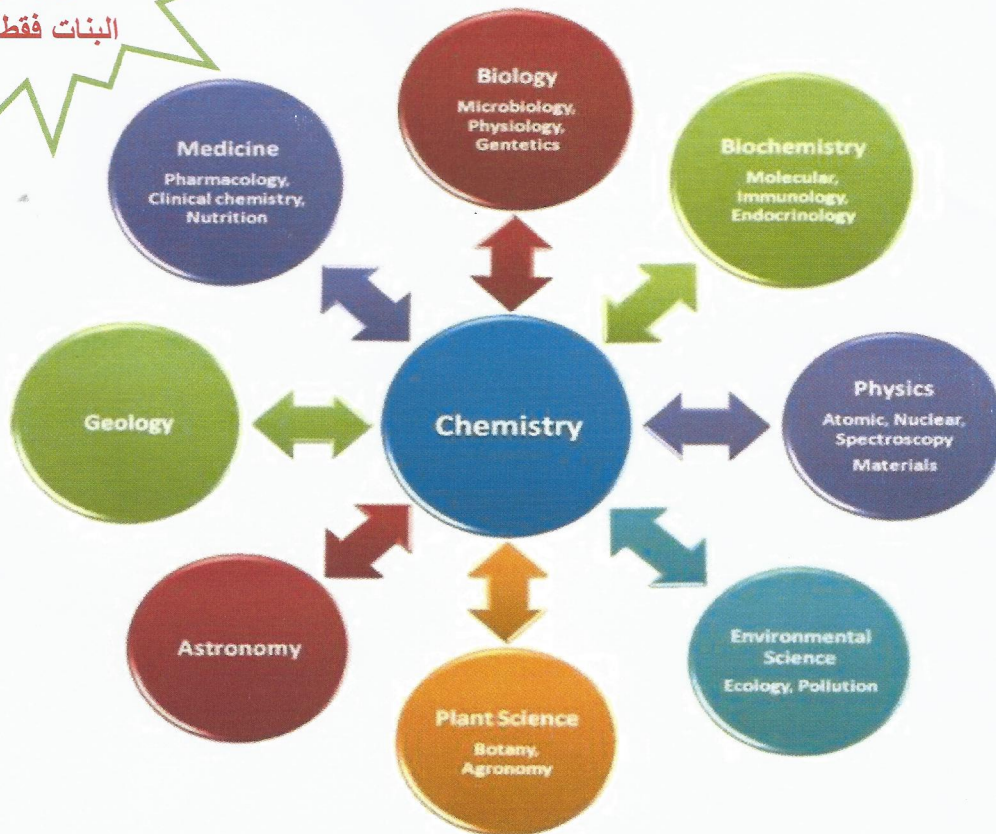 البنات فقط
Biology
Microbiology,
Physiology,
Gentetics
Medicine
Pharmacology,
Clinical chemistry,
Nutrition
Biochemistry
Molecular,
Immunology,
Endocrinology
Geology
Chemistry
Physics
Atomic, Nuclear,
Spectroscopy
Materials
Astronomy
Environmental
Science
Ecology, Pollution
Plant Science
Botany,
Agronomy